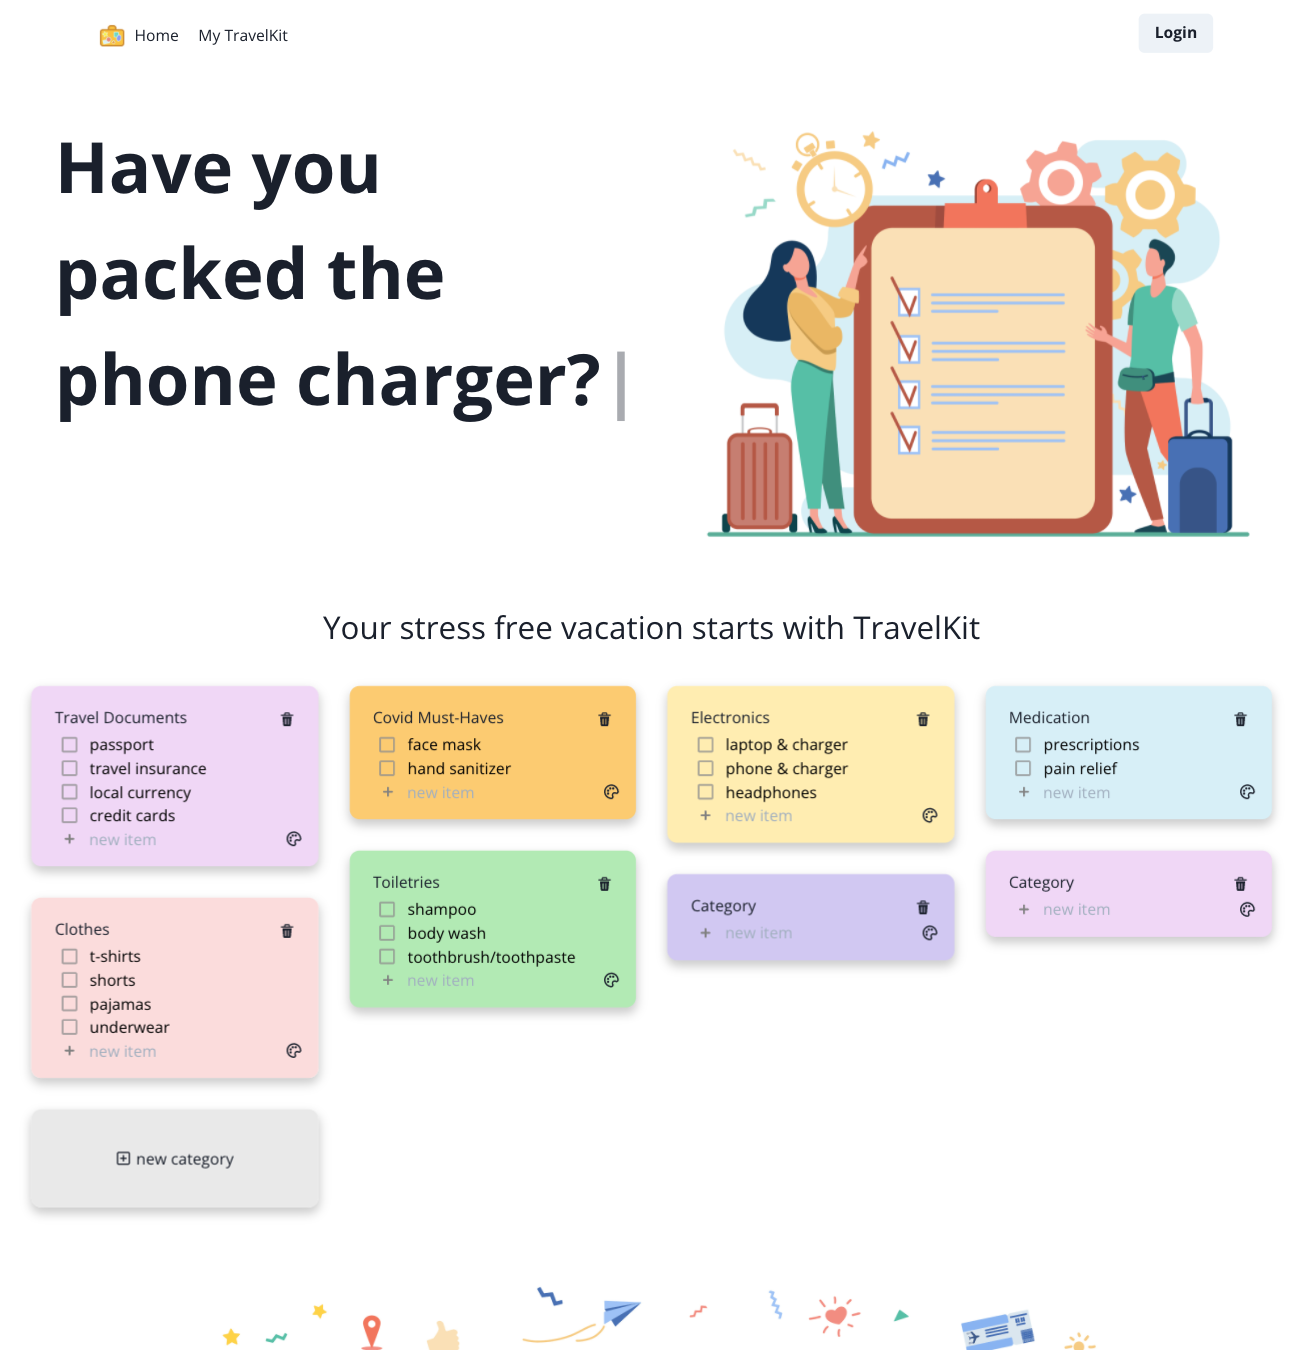 Home
My TravelKit
Login
Have you
packed the
phone charger?|
Your stress free vacation starts with TravelKit
Travel Documents
passport
travel insurance
local currency
credit cards
new item
Clothes
t-shirts
shorts
pajamas
underwear
new item
new category
Covid Must-Haves
face mask
hand sanitizer
new item
Toiletries
shampoo
body wash
toothbrush/toothpaste
new item
Electronics
laptop & charger
phone & charger
headphones
new item
Category
new item
Medication
prescriptions
pain relief
new item
Category
new item